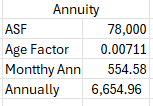 Annuity
ASF 78,000
Age Factor 0.00711
Montthy Ann 554.58
Annually 6,654.96